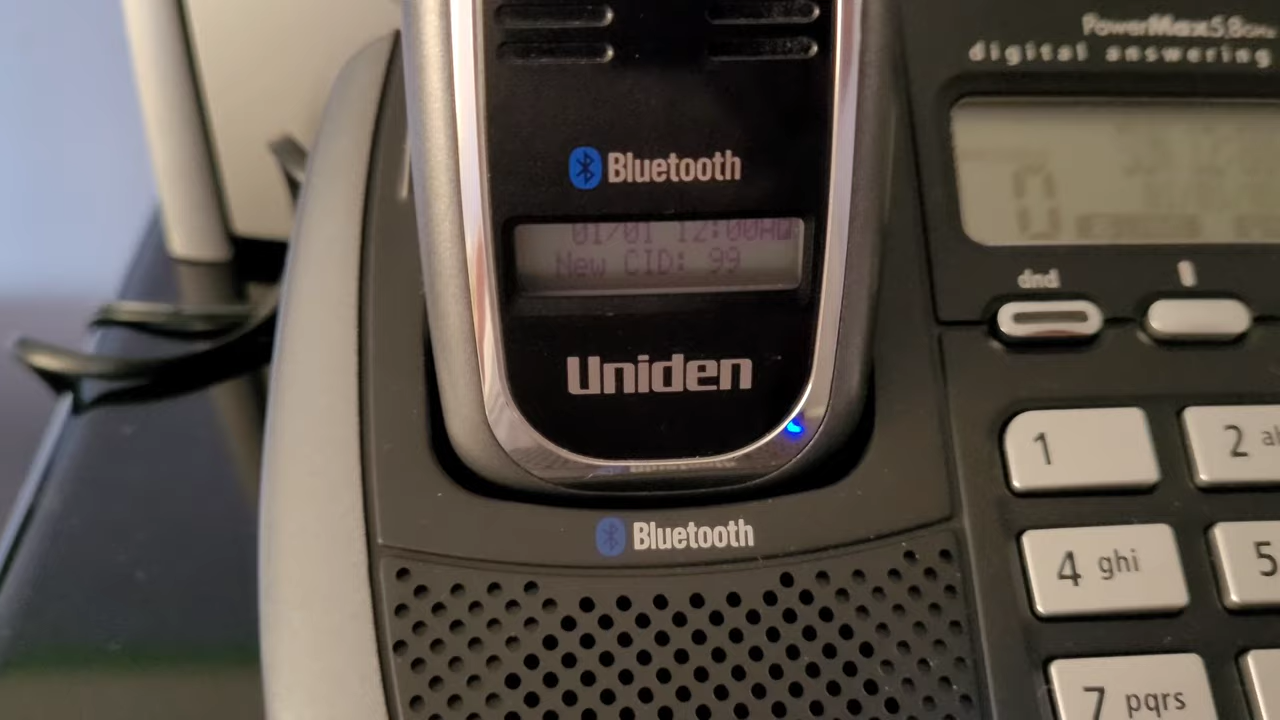 PowerMax5.8GHz
digital answering
Bluetooth
01/01 12:00AM
New CID: 99
0
dnd
Uniden
1
2
Bluetooth
4 ghi
5
7 pqrs